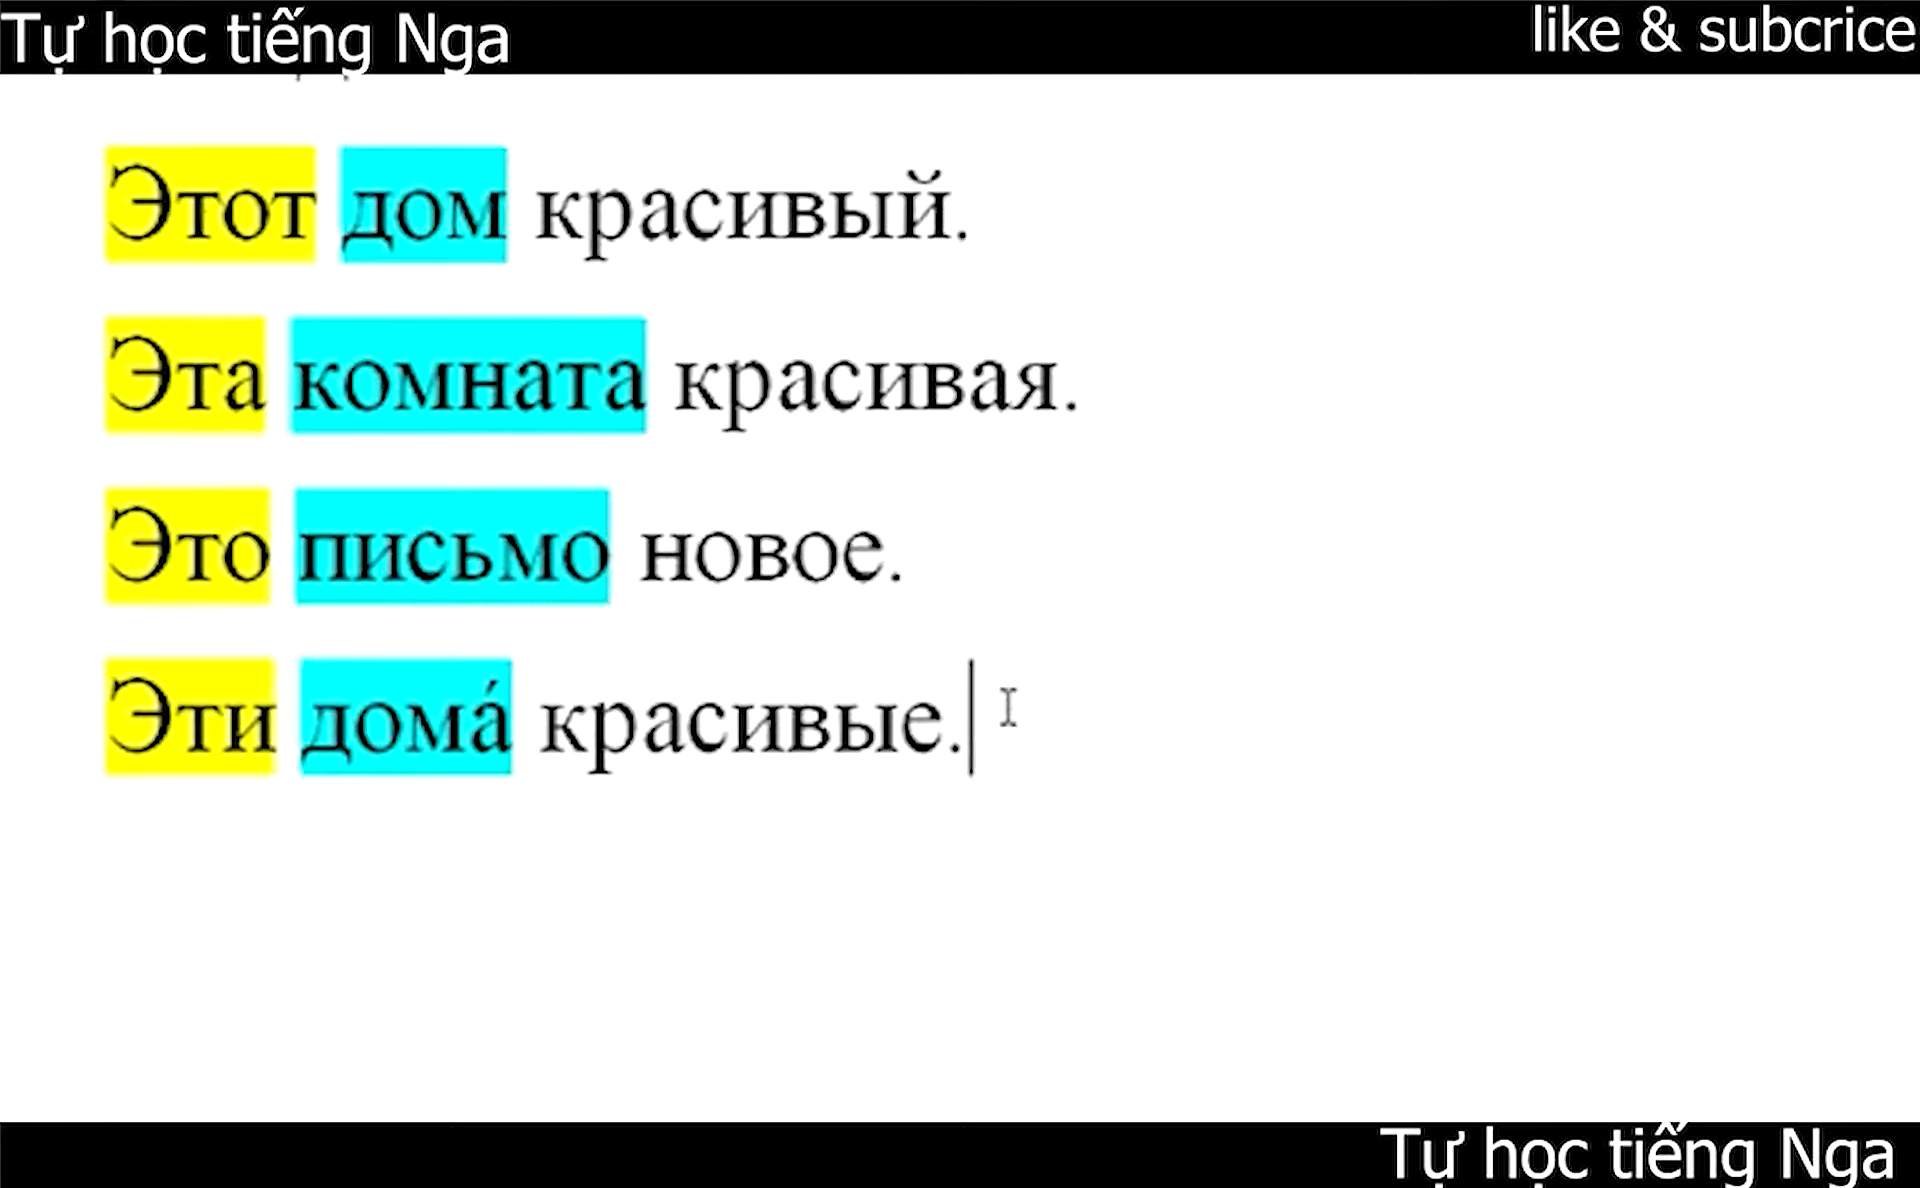 Tự học tiếng Nga
like & subcrice
Этот дом красивый.
Эта комната красивая.
Это письмо новое.
Эти дома́ красивые.
Tự học tiếng Nga